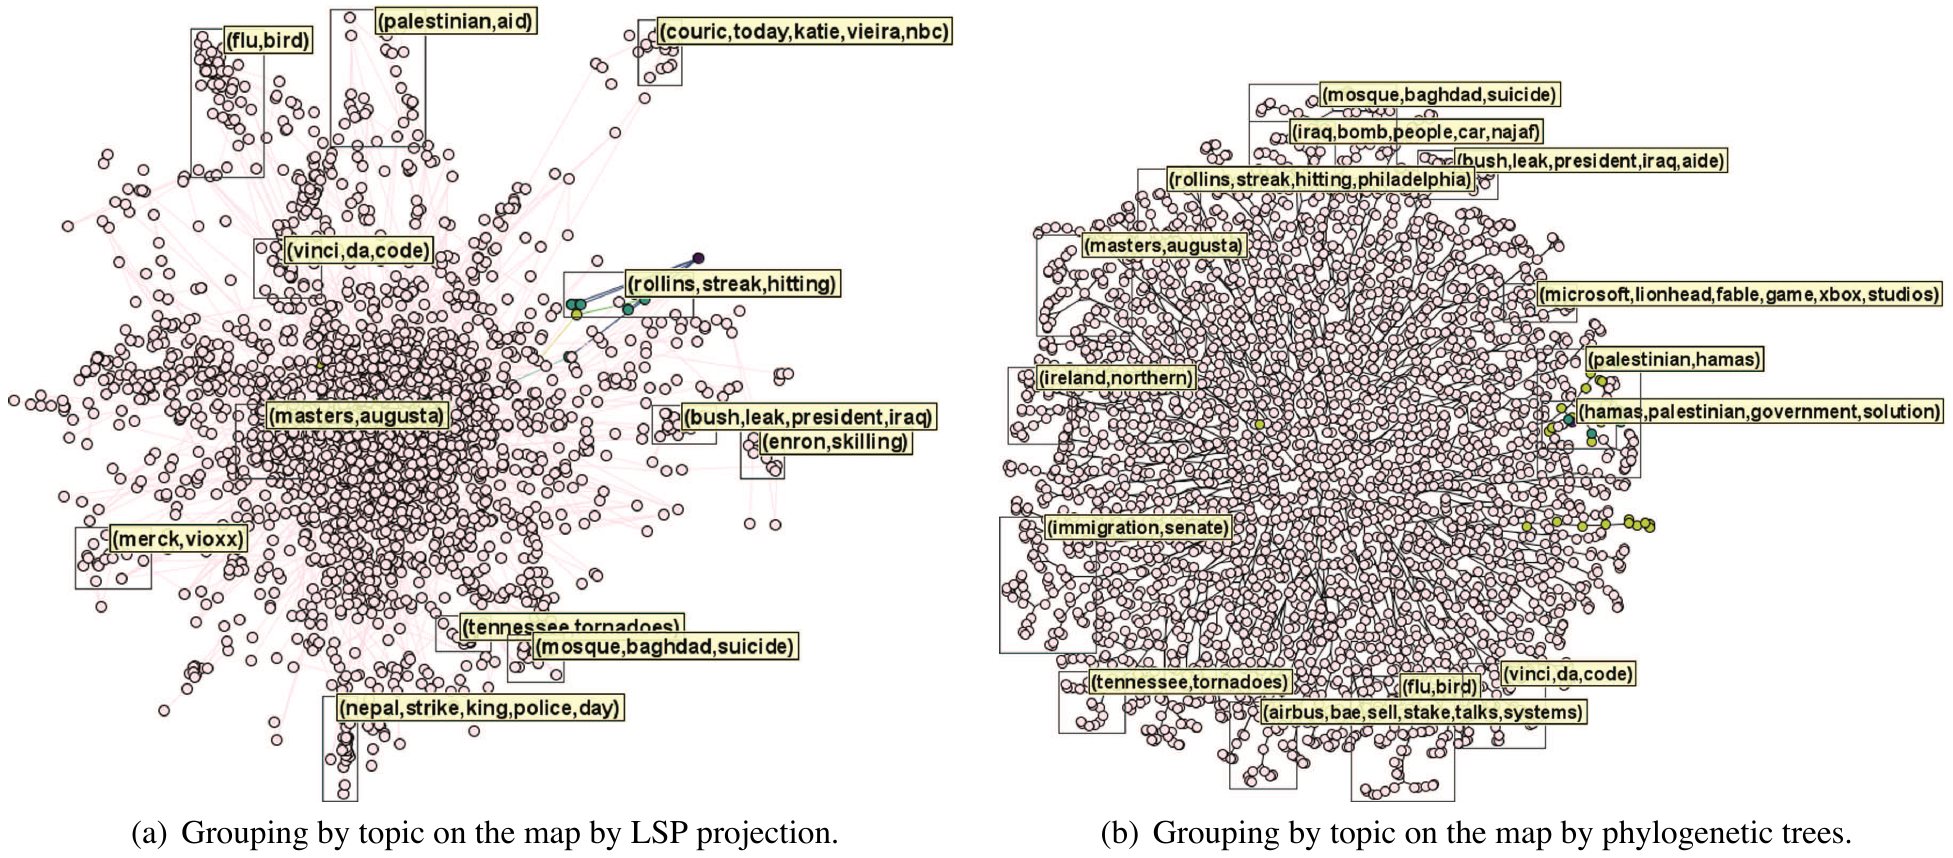 (flu,bird)
(palestinian,aid)
(couric,today,katie,vieira,nbc)
(vinci,da,code)
(rollins,streak,hitting)
(masters,augusta)
(bush,leak,president,iraq)
(enron,skilling)
(merck,vioxx)
(tennessee,tornadoes)
(mosque,baghdad,suicide)
(nepal,strike,king,police,day)
(a) Grouping by topic on the map by LSP projection.
(mosque,baghdad,suicide)
(iraq,bomb,people,car,najaf)
(bush,leak,president,iraq,aide)
(rollins,streak,hitting,philadelphia)
(masters,augusta)
(microsoft,lionhead,fable,game,xbox,studios)
(palestinian,hamas)
(ireland,northern)
(hamas,palestinian,government,solution)
(immigration,senate)
(vinci,da,code)
(tennessee,tornadoes)
(flu,bird)
(airbus,bae,sell,stake,talks,systems)
(b) Grouping by topic on the map by phylogenetic trees.